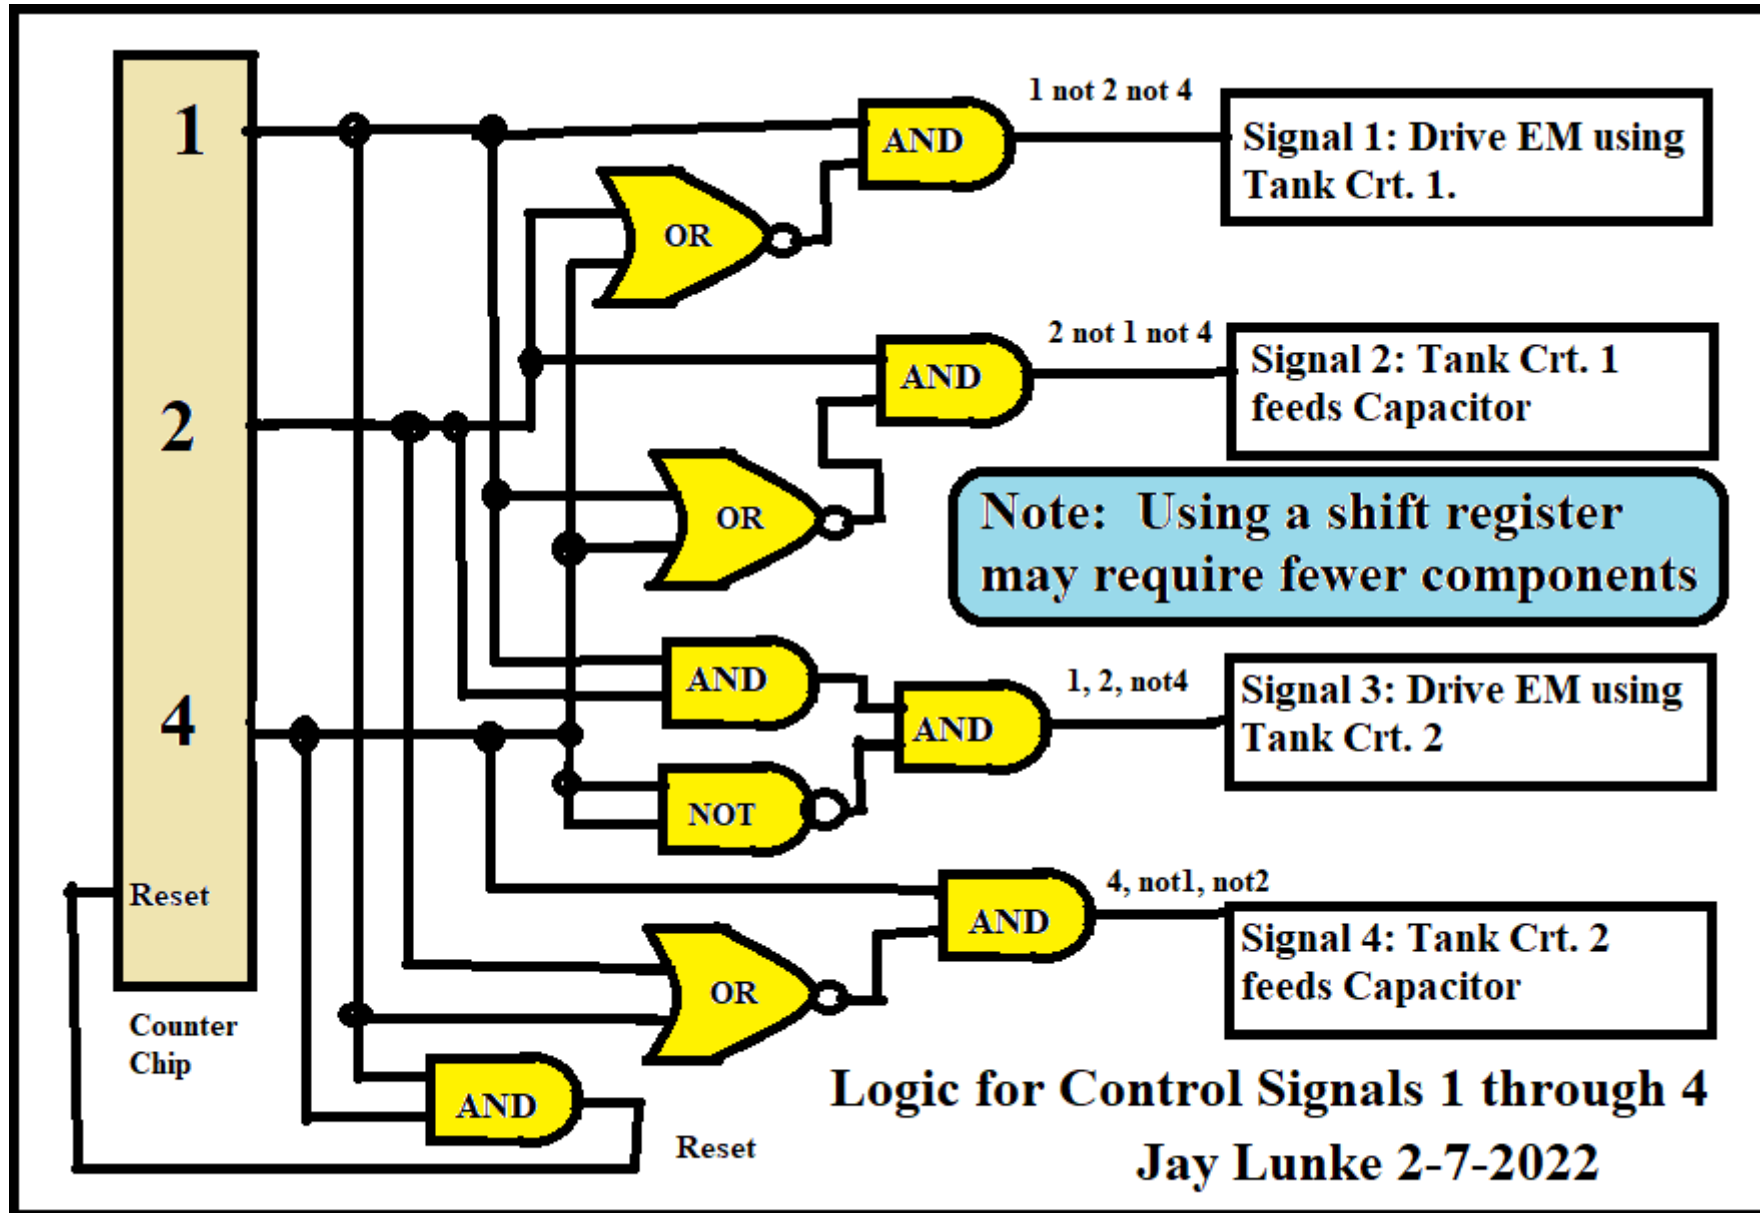 1 not 2 not 4
1
AND
Signal 1: Drive EM using
Tank Crt. 1.
OR
2 not 1 not 4
2
AND
Signal 2: Tank Crt. 1
feeds Capacitor
OR
Note:  Using a shift register
may require fewer components
4
AND
1, 2, not4
AND
Signal 3: Drive EM using
Tank Crt. 2
NOT
Reset
4, not1, not2
AND
Signal 4: Tank Crt. 2
feeds Capacitor
OR
Counter
Chip
AND
Reset
Logic for Control Signals 1 through 4
Jay Lunke 2-7-2022